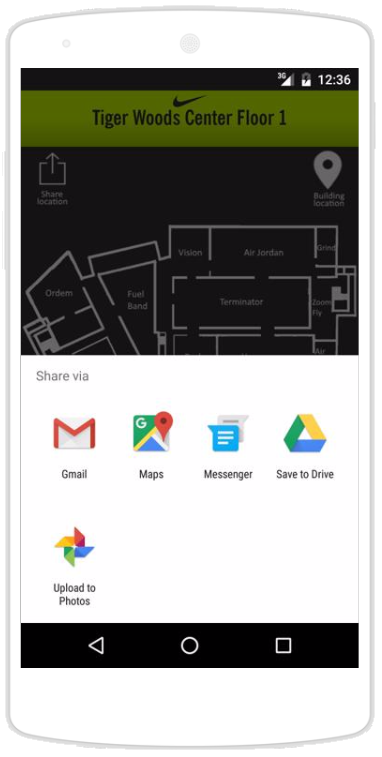 3G 12:36
Tiger Woods Center Floor 1
Share
location
Building
location
Vision
Air Jordan
Grind
Ordem
Fuel
Band
Terminator
Zoom
Fly
Air
Share via
G
Gmail
Maps
Messenger
Save to Drive
Upload to
Photos